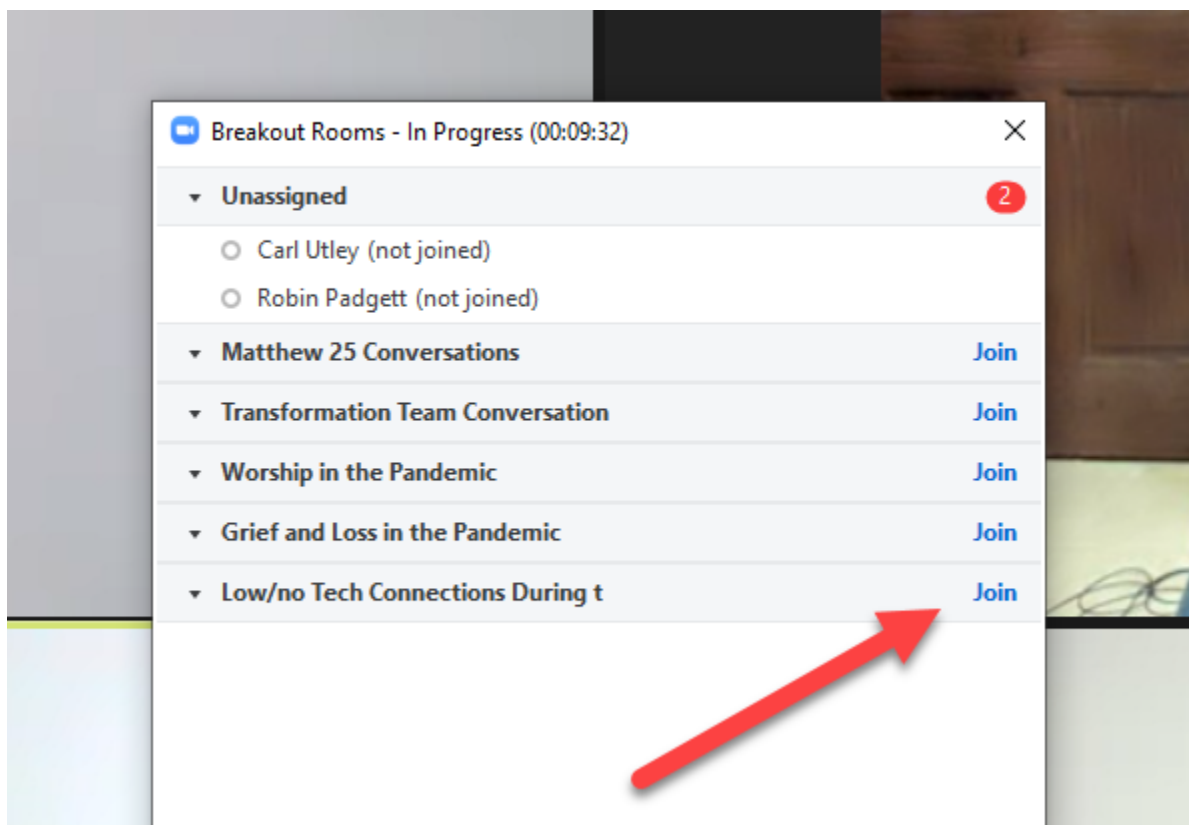 Breakout Rooms - In Progress (00:09:32)
Unassigned 2
Carl Utley (not joined)
Robin Padgett (not joined)
Matthew 25 Conversations Join
Transformation Team Conversation Join
Worship in the Pandemic Join
Grief and Loss in the Pandemic Join
Low/no Tech Connections During t Join